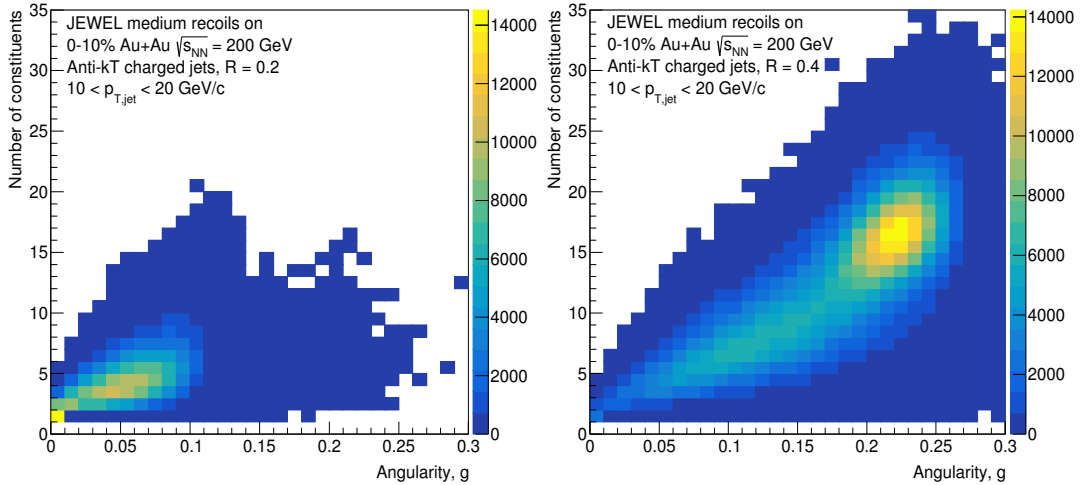 JEWEL medium recoils on
0-10% Au+Au √s_NN = 200 GeV
Anti-kT charged jets, R = 0.2
10 < p_T,jet < 20 GeV/c
Number of constituents
35
30
25
20
15
10
5
0
0 0.05 0.1 0.15 0.2 0.25 0.3
Angularity, g
14000
12000
10000
8000
6000
4000
2000
0
JEWEL medium recoils on
0-10% Au+Au √s_NN = 200 GeV
Anti-kT charged jets, R = 0.4
10 < p_T,jet < 20 GeV/c
Number of constituents
35
30
25
20
15
10
5
0
0 0.05 0.1 0.15 0.2 0.25 0.3
Angularity, g
14000
12000
10000
8000
6000
4000
2000
0